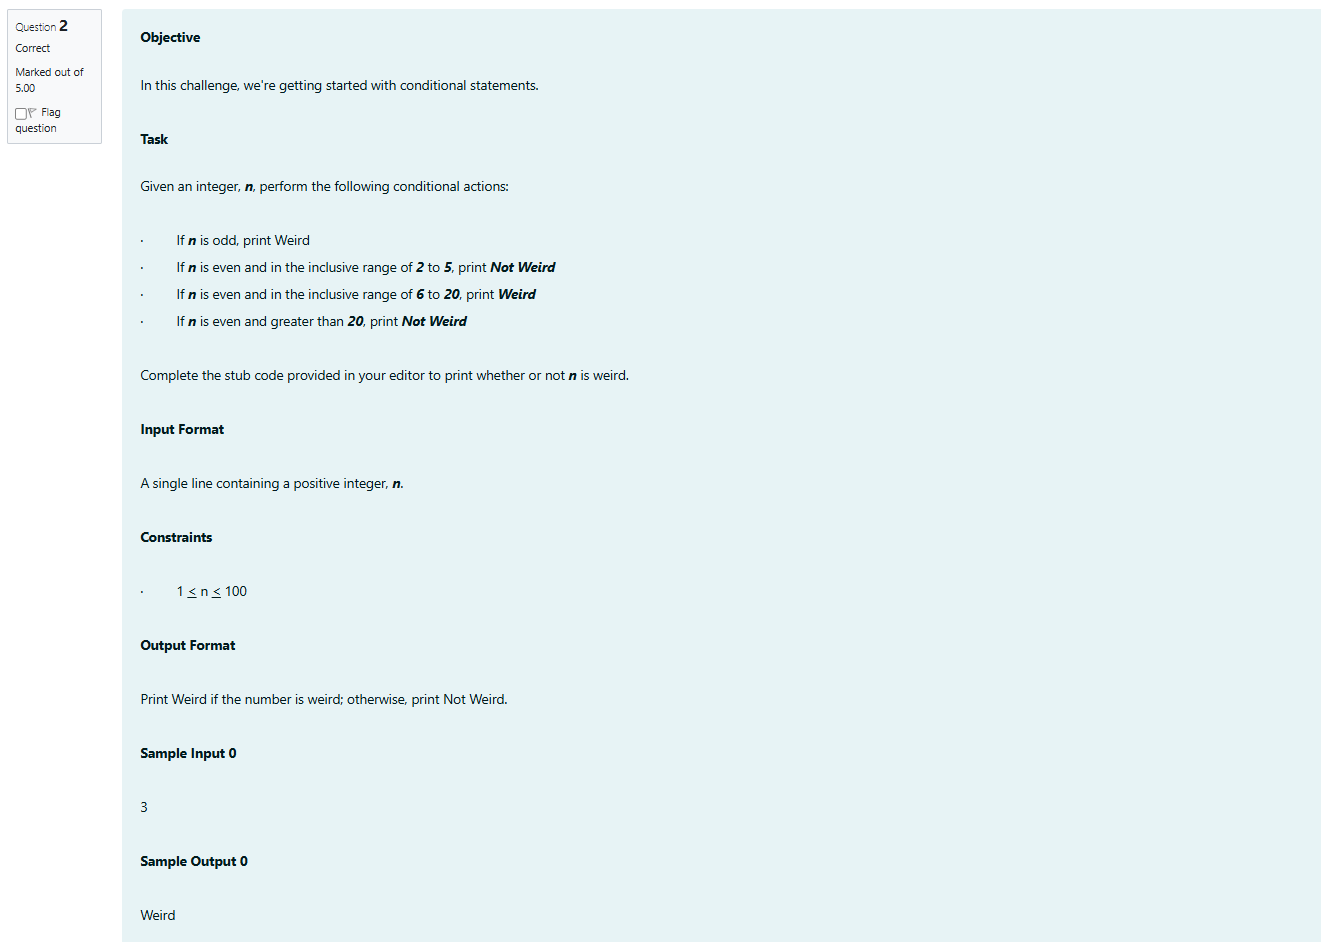 Question 2
Correct
Marked out of
5.00
Flag
question
Objective
In this challenge, we're getting started with conditional statements.
Task
Given an integer, n, perform the following conditional actions:
· If n is odd, print Weird
· If n is even and in the inclusive range of 2 to 5, print Not Weird
· If n is even and in the inclusive range of 6 to 20, print Weird
· If n is even and greater than 20, print Not Weird
Complete the stub code provided in your editor to print whether or not n is weird.
Input Format
A single line containing a positive integer, n.
Constraints
· 1 ≤ n ≤ 100
Output Format
Print Weird if the number is weird; otherwise, print Not Weird.
Sample Input 0
3
Sample Output 0
Weird